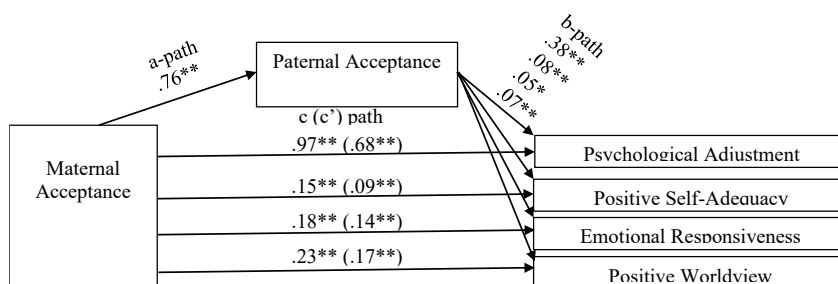 a-path
.76**
Paternal Acceptance
b-path
.38**
.08**
.05*
.07**
c (c’) path
Maternal
Acceptance
.97** (.68**)
.15** (.09**)
.18** (.14**)
.23** (.17**)
Psychological Adjustment
Positive Self-Adequacy
Emotional Responsiveness
Positive Worldview